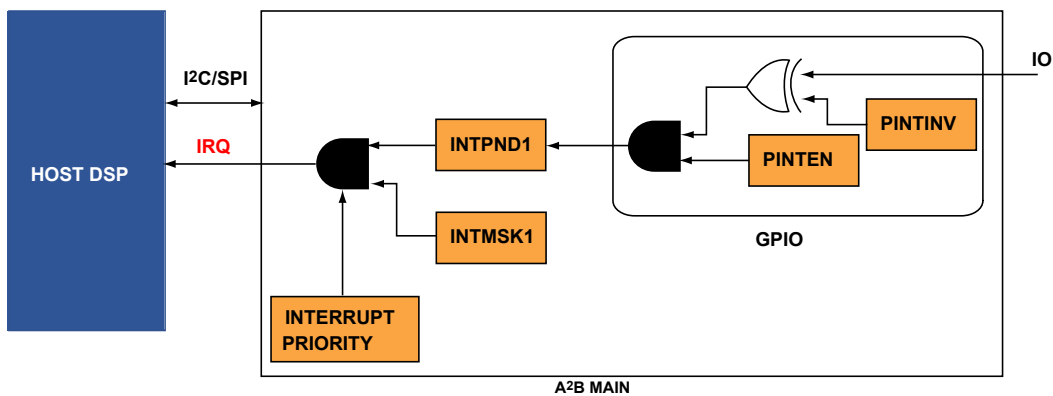 HOST DSP
I2C/SPI
IRQ
INTPND1
INTMSK1
INTERRUPT
PRIORITY
IO
PINTINV
PINTEN
GPIO
A2B MAIN